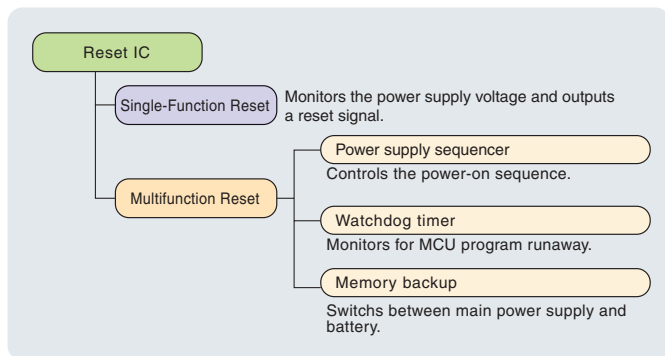 Reset IC
Single-Function Reset
Monitors the power supply voltage and outputs
a reset signal.
Power supply sequencer
Controls the power-on sequence.
Multifunction Reset
Watchdog timer
Monitors for MCU program runaway.
Memory backup
Switchs between main power supply and
battery.